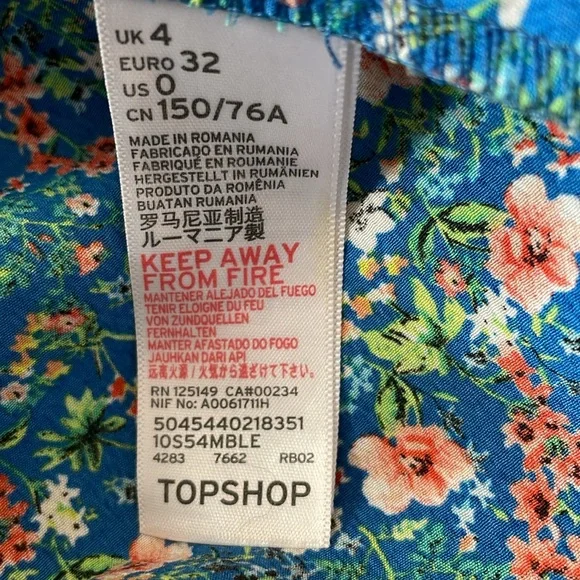 UK 4
EURO 32
US 0
CN 150/76A
MADE IN ROMANIA
FABRICADO EN RUMANIA
FABRIQUÉ EN ROUMANIE
HERGESTELLT IN RUMÄNIEN
PRODUTO DA ROMÊNIA
BUATAN RUMANIA
罗马尼亚制造
ルーマニア製
KEEP AWAY
FROM FIRE
MANTENER ALEJADO DEL FUEGO
TENIR ELOIGNE DU FEU
VON ZUNDQUELLEN
FERNHALTEN
MANTER AFASTADO DO FOGO
JAUHKAN DARI API
远离火源 / 火気から遠ざけて下さい。
RN 125149 CA#00234
NIF No: A0061711H
5045440218351
10S54MBLE
4283 7662 RB02
TOPSHOP